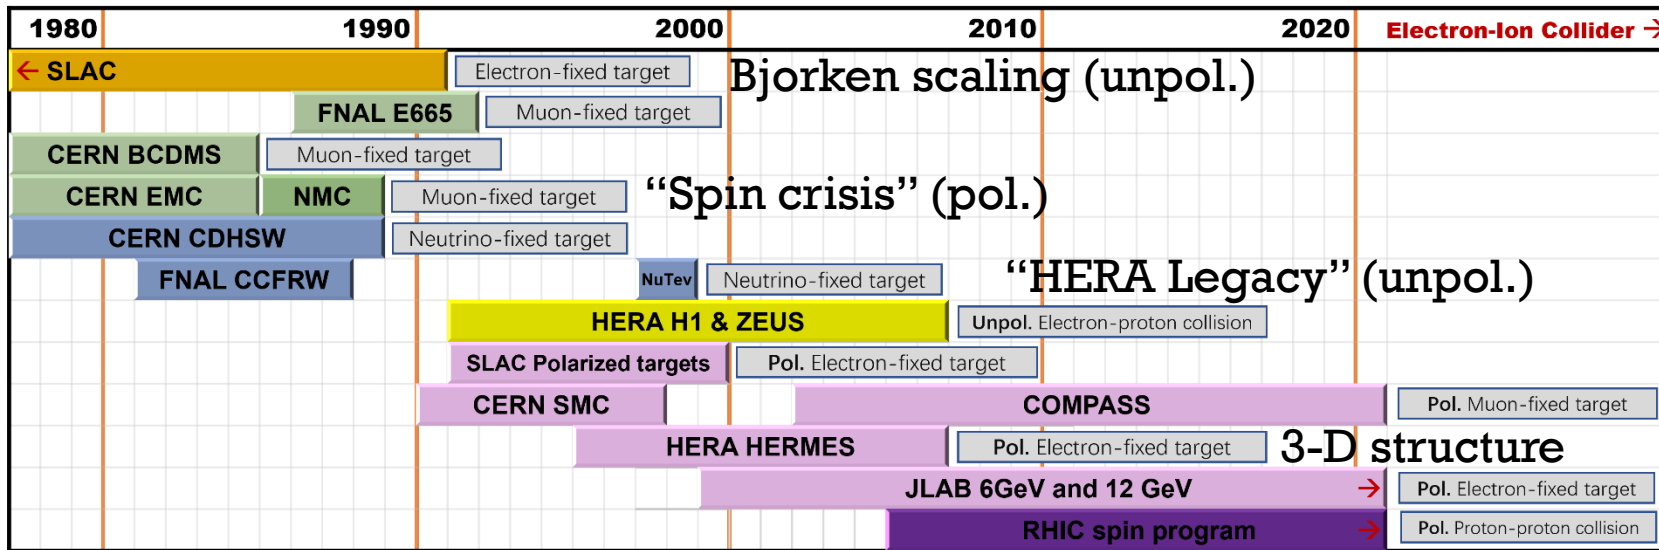 1980 1990 2000 2010 2020 Electron-Ion Collider →
← SLAC Electron-fixed target Bjorken scaling (unpol.)
FNAL E665 Muon-fixed target
CERN BCDMS Muon-fixed target
CERN EMC NMC Muon-fixed target “Spin crisis” (pol.)
CERN CDHSW Neutrino-fixed target
FNAL CCFRW NuTev Neutrino-fixed target “HERA Legacy” (unpol.)
HERA H1 & ZEUS Unpol. Electron-proton collision
SLAC Polarized targets Pol. Electron-fixed target
CERN SMC COMPASS Pol. Muon-fixed target
HERA HERMES Pol. Electron-fixed target 3-D structure
JLAB 6GeV and 12 GeV → Pol. Electron-fixed target
RHIC spin program → Pol. Proton-proton collision